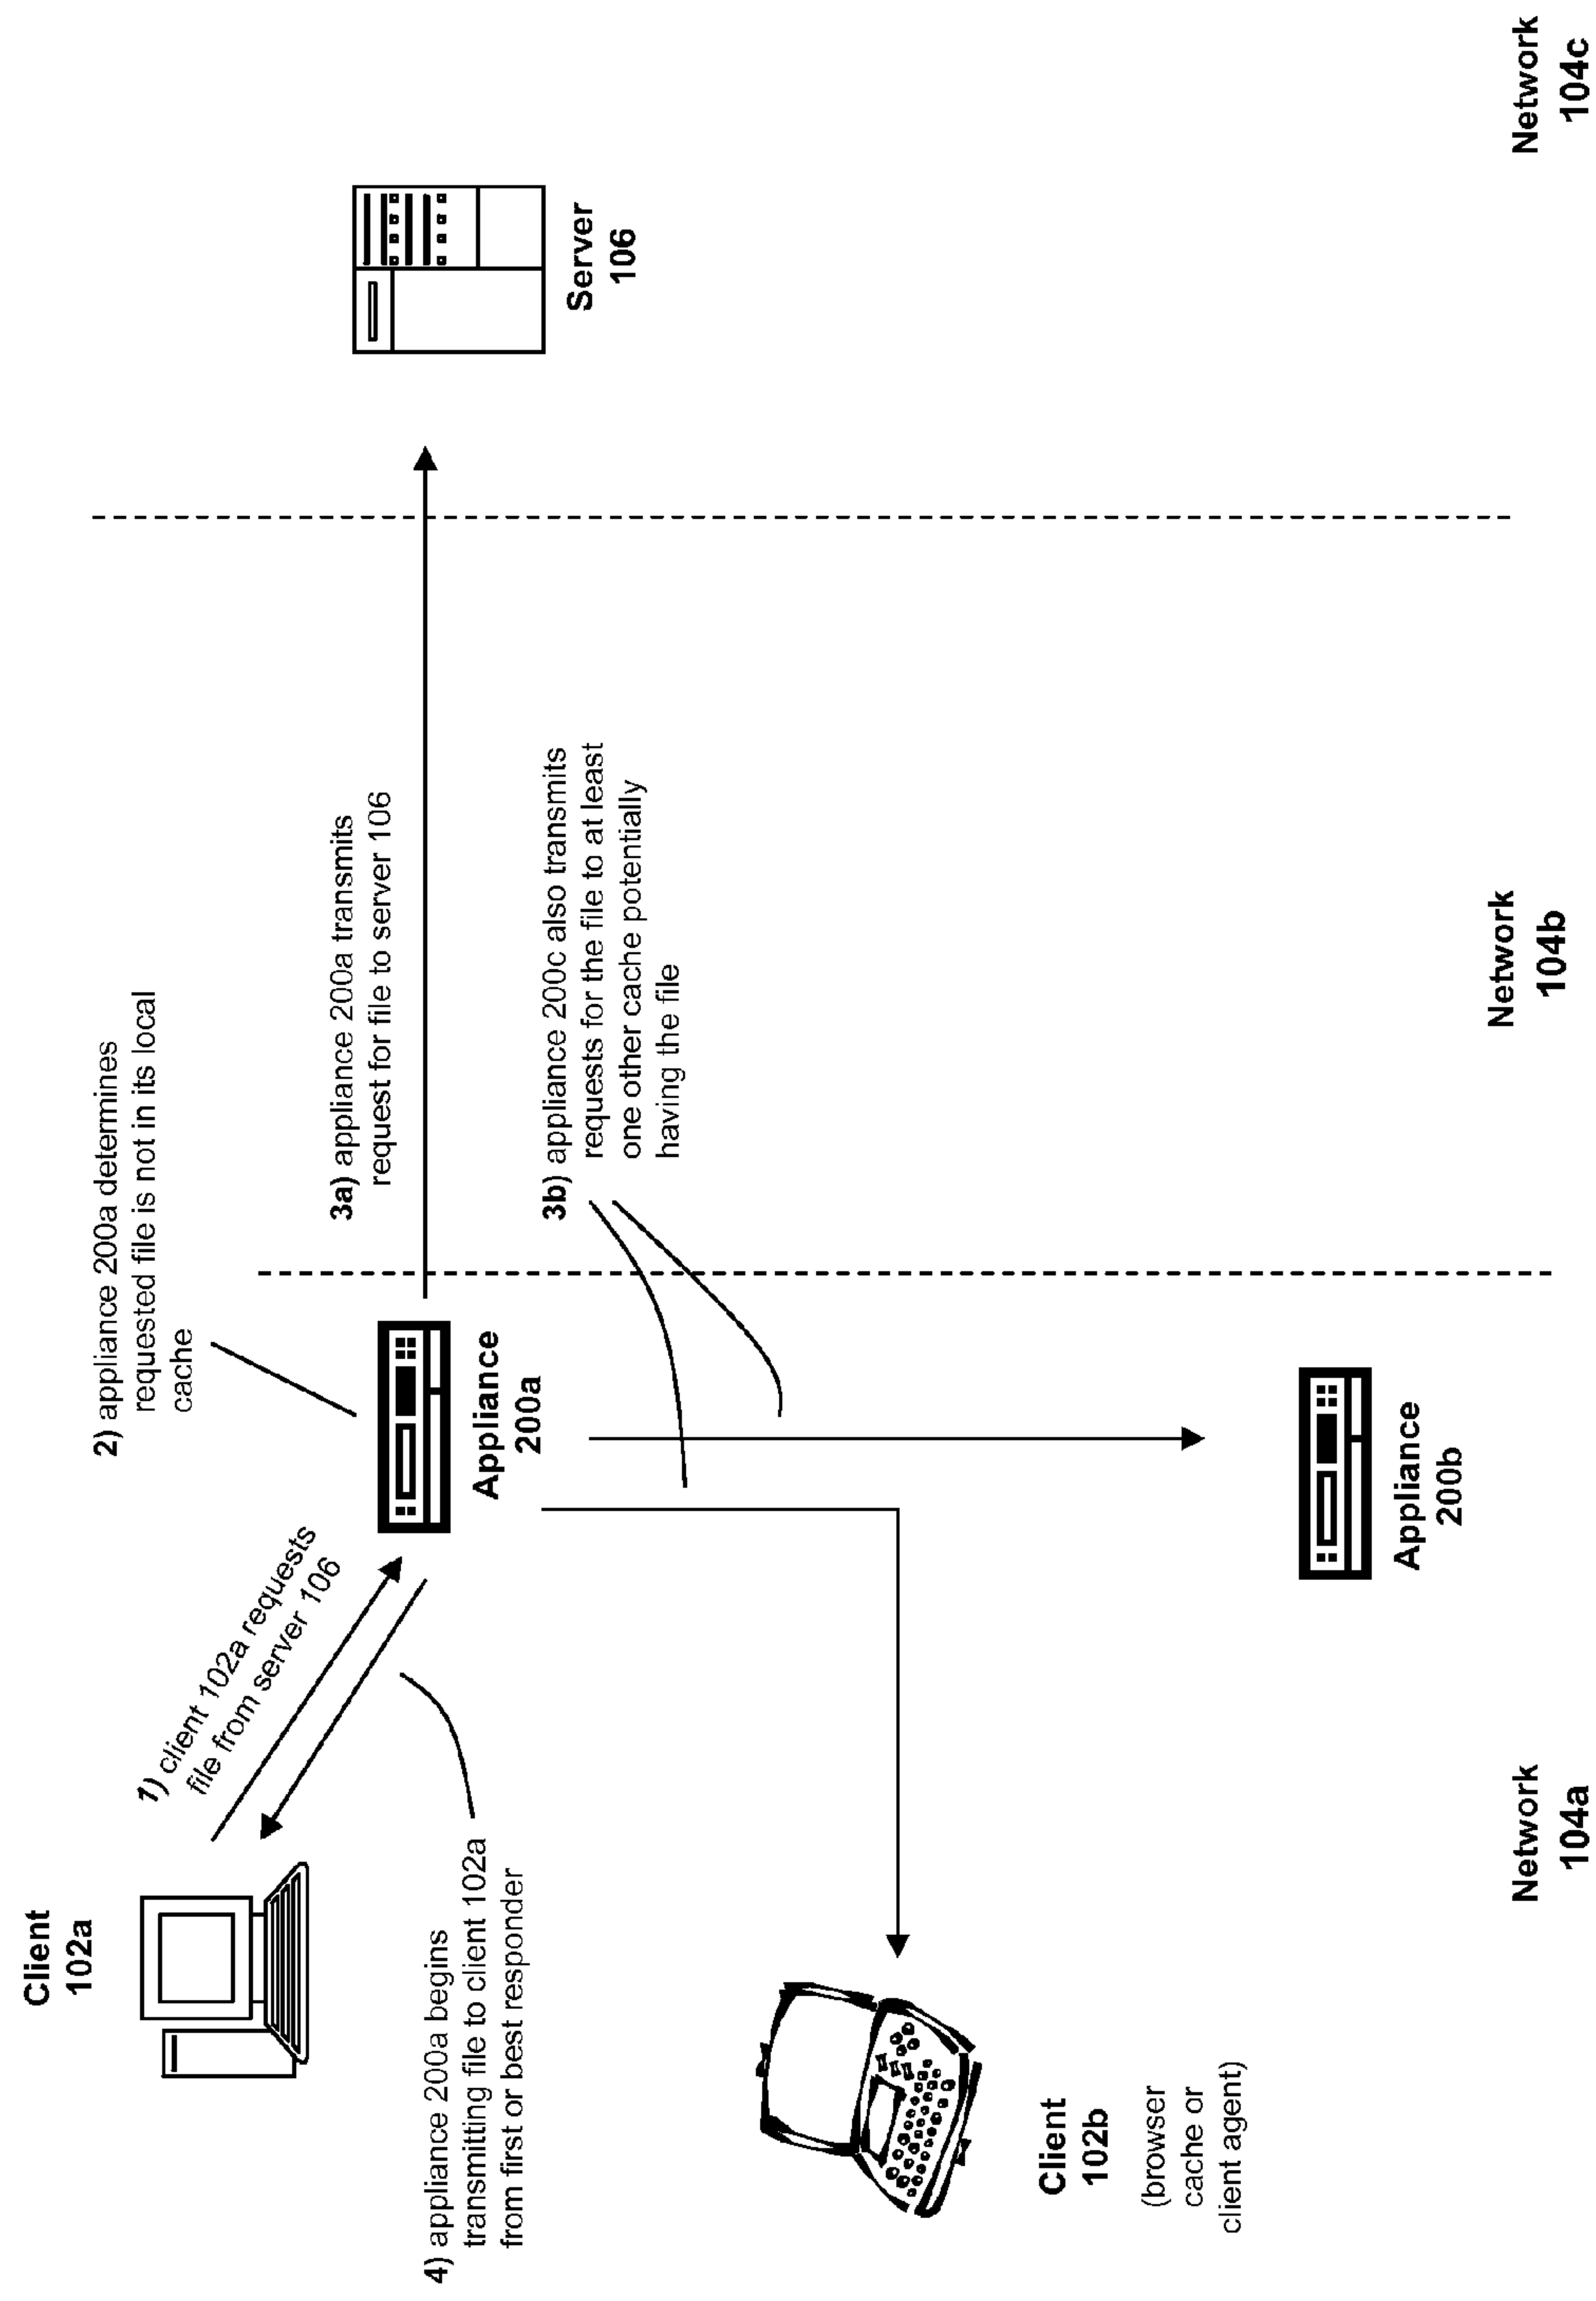 Client
102a
1) client 102a requests
file from server 106
2) appliance 200a determines
requested file is not in its local
cache
Appliance
200a
3a) appliance 200a transmits
request for file to server 106
Server
106
3b) appliance 200c also transmits
requests for the file to at least
one other cache potentially
having the file
4) appliance 200a begins
transmitting file to client 102a
from first or best responder
Client
102b
(browser
cache or
client agent)
Appliance
200b
Network
104a
Network
104b
Network
104c